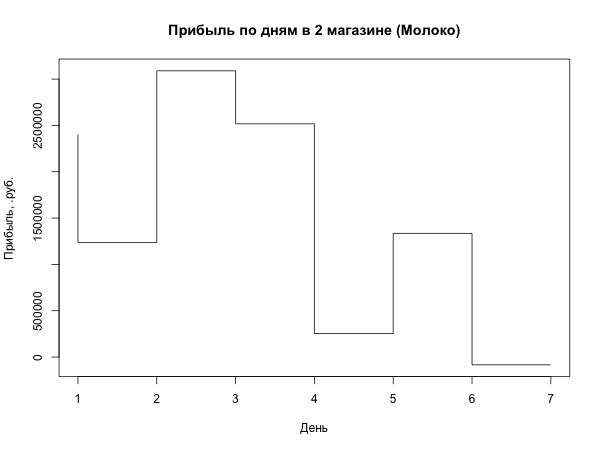 Прибыль по дням в 2 магазине (Молоко)
Прибыль, .руб.
2500000
1500000
500000
0
1 2 3 4 5 6 7
День